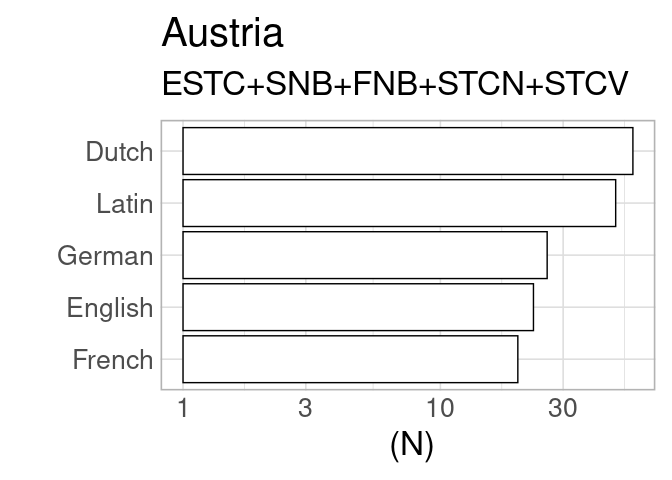 Austria
ESTC+SNB+FNB+STCN+STCV
Dutch
Latin
German
English
French
1 3 10 30
(N)